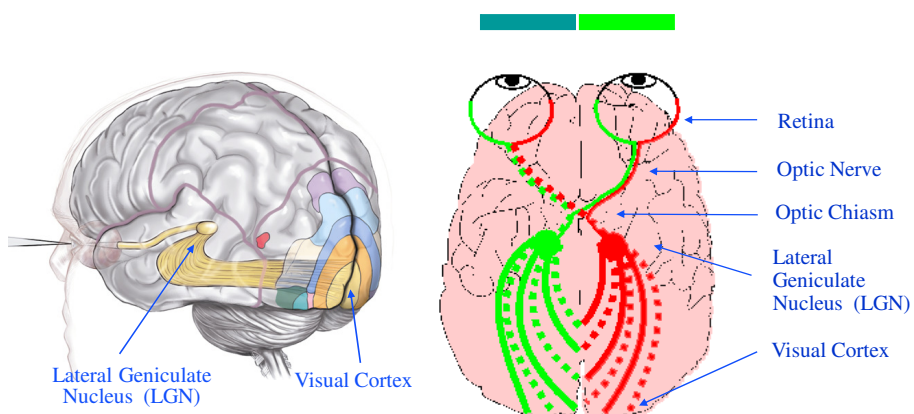 Lateral Geniculate
Nucleus (LGN)
Visual Cortex
Retina
Optic Nerve
Optic Chiasm
Lateral
Geniculate
Nucleus (LGN)
Visual Cortex